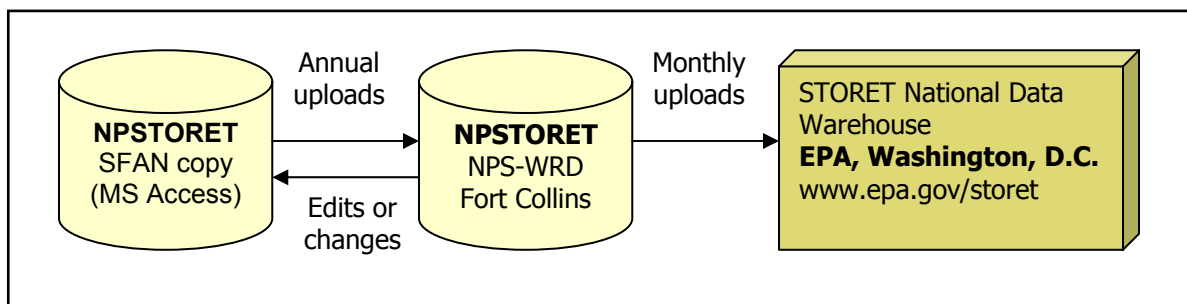 NPSTORET
SFAN copy
(MS Access)
Annual
uploads
Edits or
changes
NPSTORET
NPS-WRD
Fort Collins
Monthly
uploads
STORET National Data
Warehouse
EPA, Washington, D.C.
www.epa.gov/storet